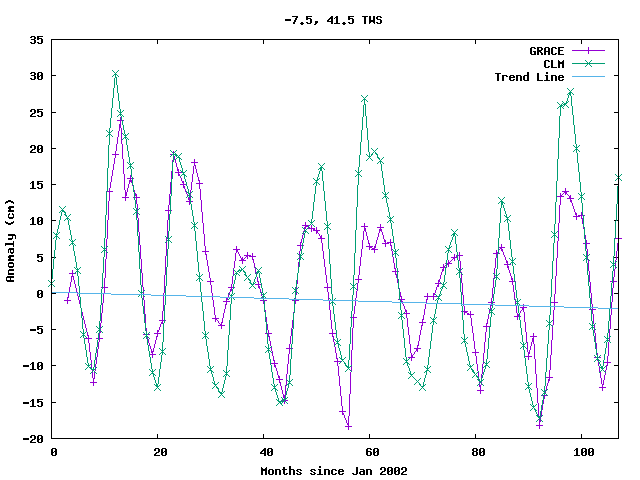 -7.5, 41.5 TWS
GRACE
CLM
Trend Line
35
30
25
20
15
10
5
0
-5
-10
-15
-20
Anomaly (cm)
0 20 40 60 80 100
Months since Jan 2002